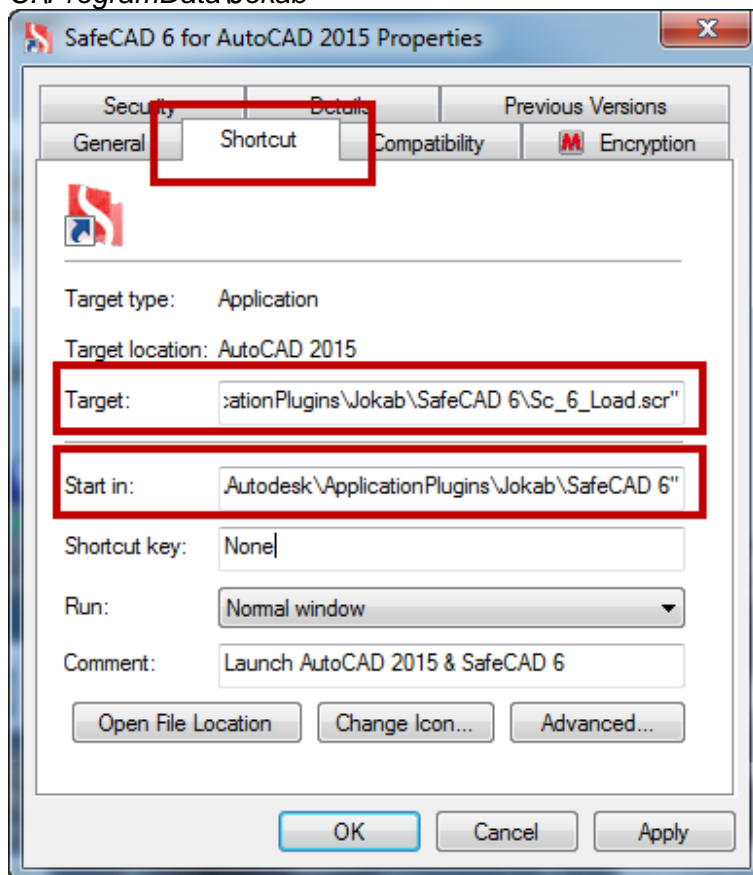 C:\ProgramData\Jokab
SafeCAD 6 for AutoCAD 2015 Properties
Security Details Previous Versions
General Shortcut Compatibility Encryption
Target type: Application
Target location: AutoCAD 2015
Target: cationPlugins\Jokab\SafeCAD 6\Sc_6_Load.scr"
Start in: Autodesk\ApplicationPlugins\Jokab\SafeCAD 6"
Shortcut key: None
Run: Normal window
Comment: Launch AutoCAD 2015 & SafeCAD 6
Open File Location Change Icon... Advanced...
OK Cancel Apply